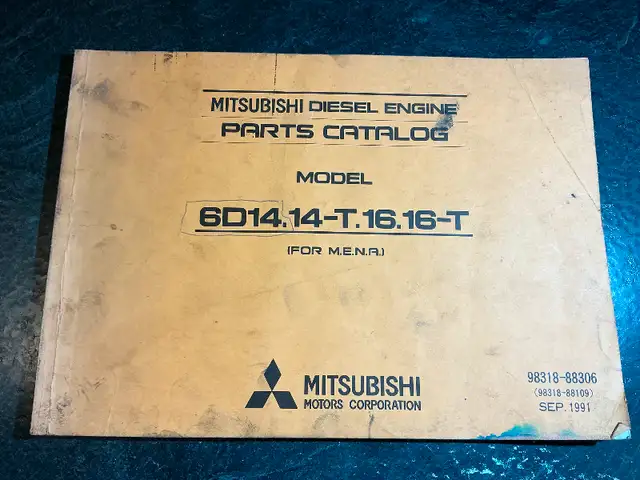 MITSUBISHI DIESEL ENGINE
PARTS CATALOG
MODEL
6D14.14-T.16.16-T
(FOR M.E.N.A.)
MITSUBISHI
MOTORS CORPORATION
98318-88306
(98318-88109)
SEP. 1991